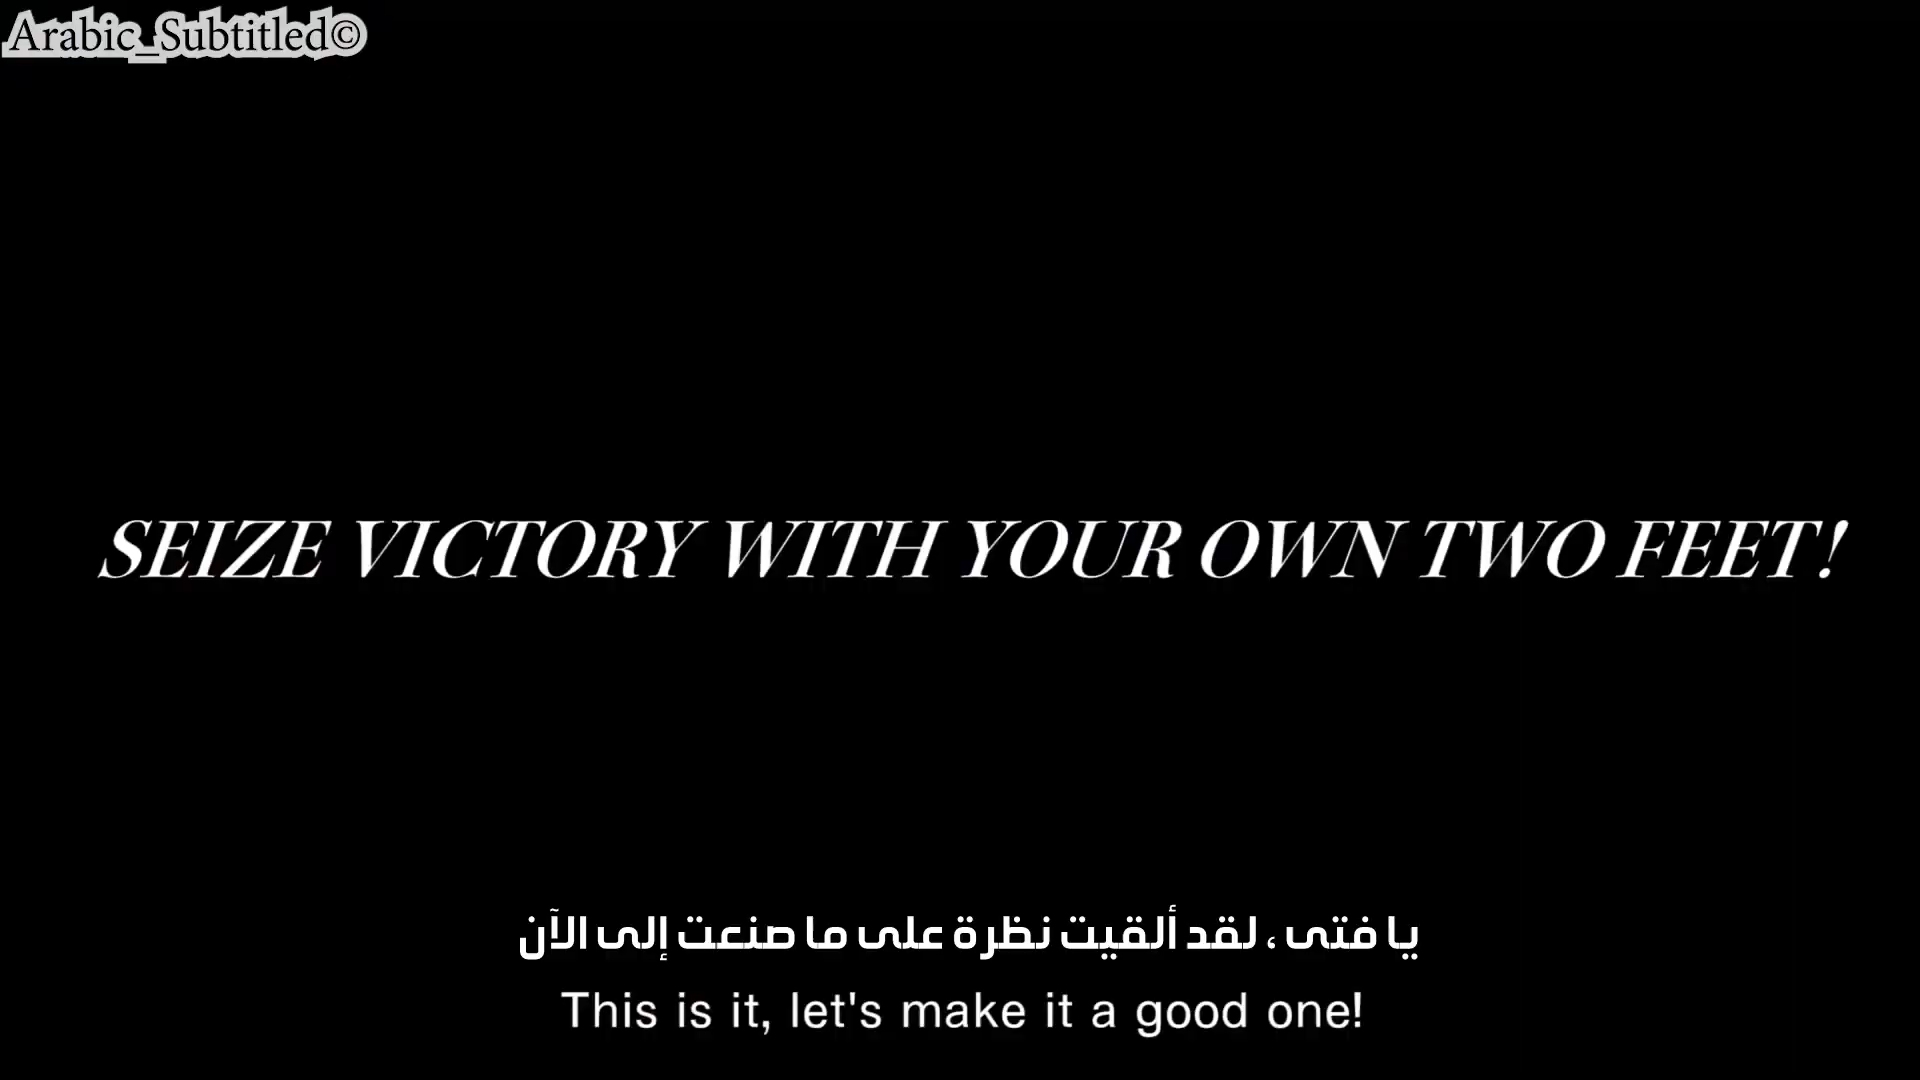 Arabic_Subtitled©
SEIZE VICTORY WITH YOUR OWN TWO FEET!
يا فتى ، لقد ألقيت نظرة على ما صنعت إلى الآن
This is it, let's make it a good one!